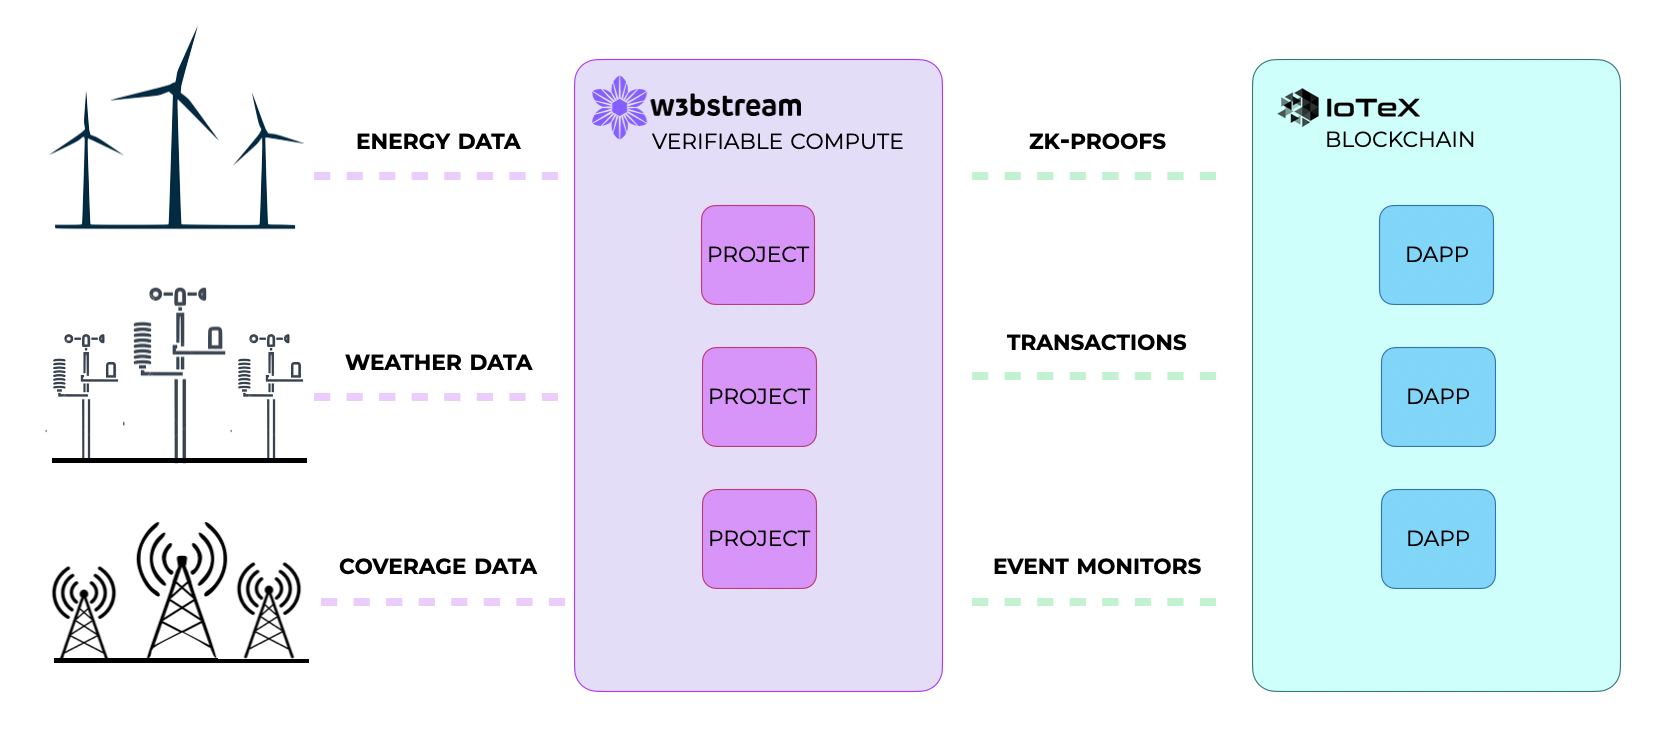 ENERGY DATA
WEATHER DATA
COVERAGE DATA
w3bstream
VERIFIABLE COMPUTE
PROJECT
PROJECT
PROJECT
ZK-PROOFS
TRANSACTIONS
EVENT MONITORS
IoTeX
BLOCKCHAIN
DAPP
DAPP
DAPP